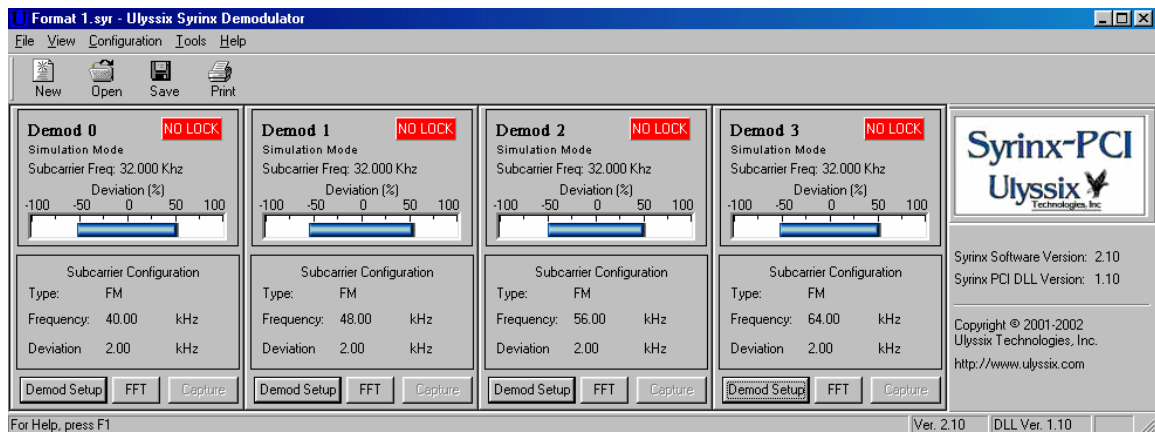 Format 1.syr - Ulyssix Syrinx Demodulator
File View Configuration Tools Help
New Open Save Print
Demod 0 NO LOCK
Simulation Mode
Subcarrier Freq: 32.000 Khz
Deviation (%)
-100 -50 0 50 100
Subcarrier Configuration
Type: FM
Frequency: 40.00 kHz
Deviation 2.00 kHz
Demod Setup FFT Capture
Demod 1 NO LOCK
Simulation Mode
Subcarrier Freq: 32.000 Khz
Deviation (%)
-100 -50 0 50 100
Subcarrier Configuration
Type: FM
Frequency: 48.00 kHz
Deviation 2.00 kHz
Demod Setup FFT Capture
Demod 2 NO LOCK
Simulation Mode
Subcarrier Freq: 32.000 Khz
Deviation (%)
-100 -50 0 50 100
Subcarrier Configuration
Type: FM
Frequency: 56.00 kHz
Deviation 2.00 kHz
Demod Setup FFT Capture
Demod 3 NO LOCK
Simulation Mode
Subcarrier Freq: 32.000 Khz
Deviation (%)
-100 -50 0 50 100
Subcarrier Configuration
Type: FM
Frequency: 64.00 kHz
Deviation 2.00 kHz
Demod Setup FFT Capture
Syrinx-PCI
Ulyssix
Technologies, Inc
Syrinx Software Version: 2.10
Syrinx PCI DLL Version: 1.10
Copyright © 2001-2002
Ulyssix Technologies, Inc.
http://www.ulyssix.com
For Help, press F1 Ver. 2.10 DLL Ver. 1.10